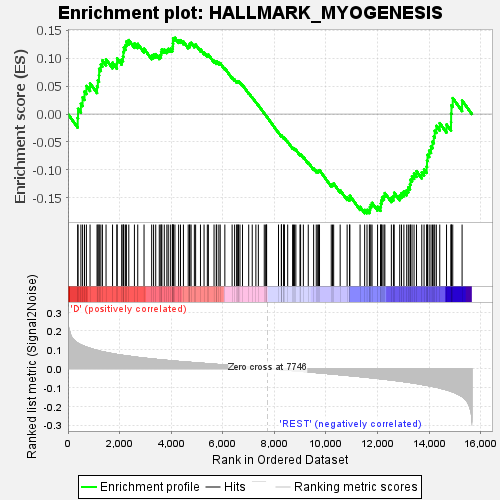 Enrichment plot: HALLMARK_MYOGENESIS
Enrichment score (ES)
0.15
0.10
0.05
0.00
-0.05
-0.10
-0.15
'D' (positively correlated)
Ranked list metric (Signal2Noise)
0.3
0.2
0.1
0.0
-0.1
-0.2
-0.3
Zero cross at 7746
'REST' (negatively correlated)
0
2,000
4,000
6,000
8,000
10,000
12,000
14,000
16,000
Rank in Ordered Dataset
Enrichment profile
Hits
Ranking metric scores